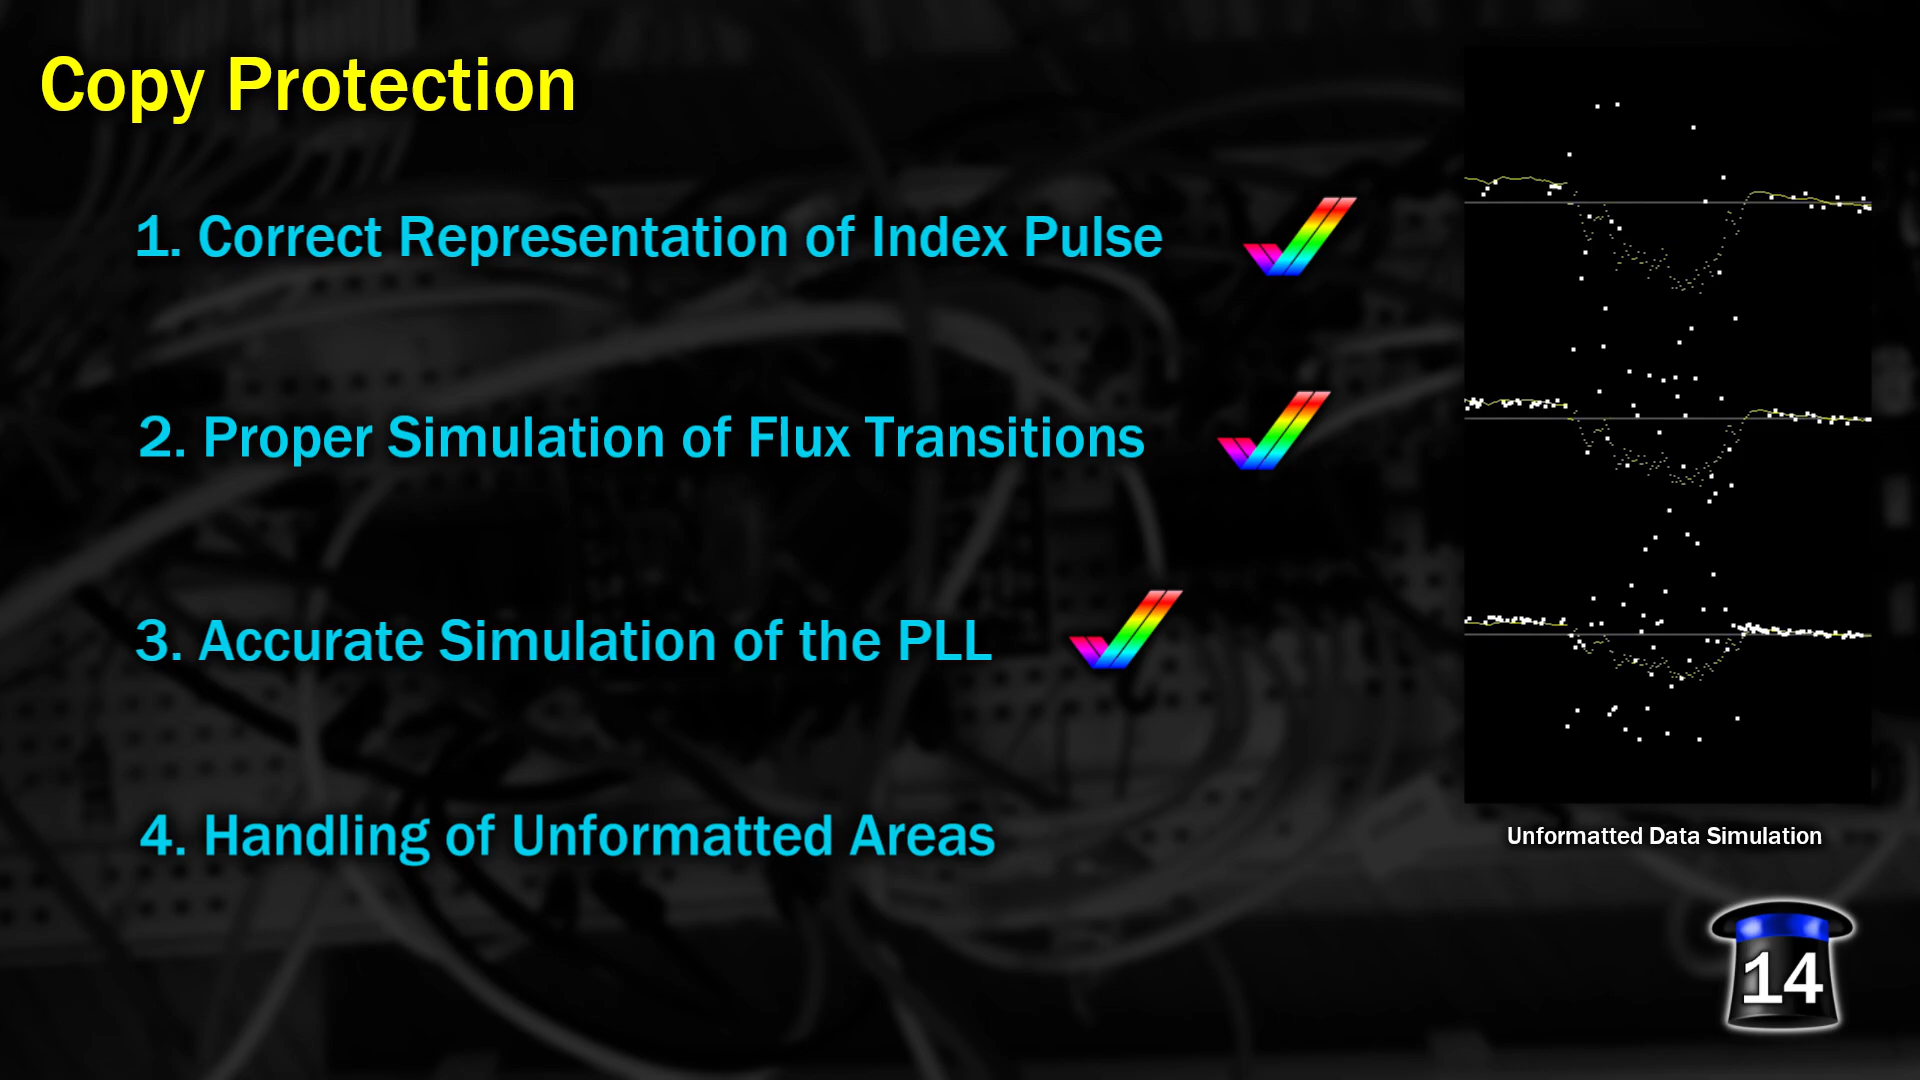 Copy Protection
1. Correct Representation of Index Pulse
2. Proper Simulation of Flux Transitions
3. Accurate Simulation of the PLL
4. Handling of Unformatted Areas
Unformatted Data Simulation
14